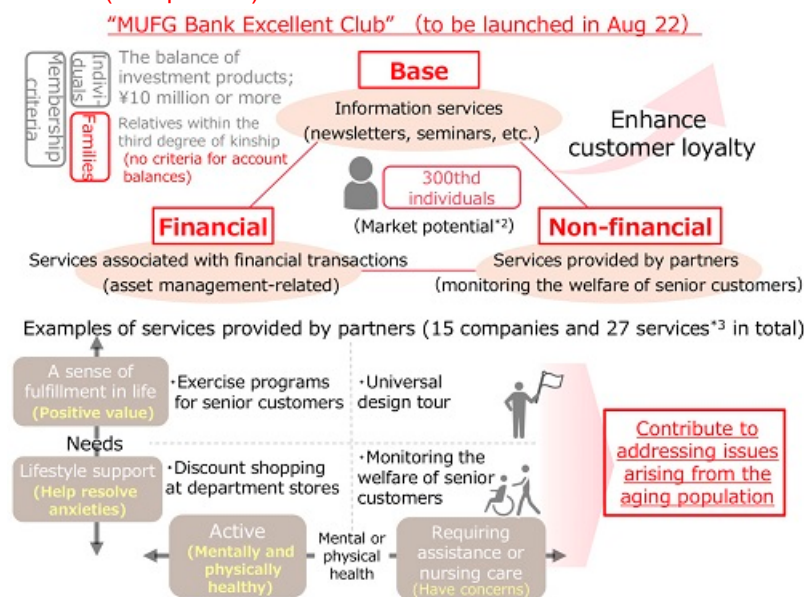 "MUFG Bank Excellent Club" (to be launched in Aug 22)
Membership
criteria
Indivi-
duals
The balance of
investment products;
¥10 million or more
Families
Relatives within the
third degree of kinship
(no criteria for account
balances)
Base
Information services
(newsletters, seminars, etc.)
Enhance
customer loyalty
300thd
individuals
(Market potential*2)
Financial
Services associated with financial transactions
(asset management-related)
Non-financial
Services provided by partners
(monitoring the welfare of senior customers)
Examples of services provided by partners (15 companies and 27 services*3 in total)
A sense of
fulfillment in life
(Positive value)
・Exercise programs
for senior customers
・Universal
design tour
Needs
Lifestyle support
(Help resolve
anxieties)
・Discount shopping
at department stores
・Monitoring the
welfare of senior
customers
Active
(Mentally and
physically
healthy)
Mental or
physical
health
Requiring
assistance or
nursing care
(Have concerns)
Contribute to
addressing issues
arising from the
aging population